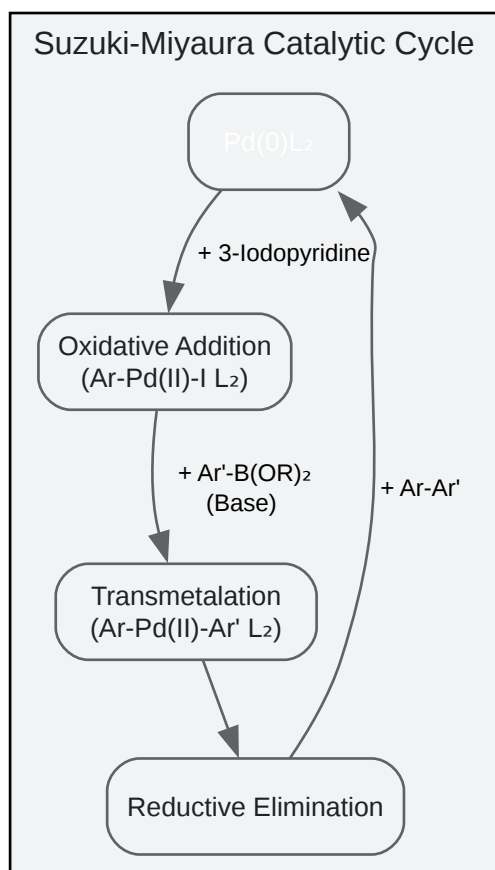 Suzuki-Miyaura Catalytic Cycle
Pd(0)L₂
+ 3-Iodopyridine
Oxidative Addition
(Ar-Pd(II)-I L₂)
+ Ar'-B(OR)₂
(Base)
+ Ar-Ar'
Transmetalation
(Ar-Pd(II)-Ar' L₂)
Reductive Elimination